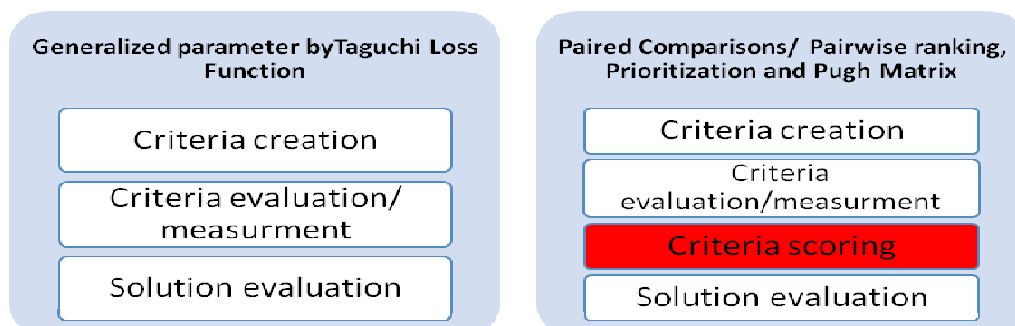 Generalized parameter byTaguchi Loss
Function
Criteria creation
Criteria evaluation/
measurment
Solution evaluation
Paired Comparisons/ Pairwise ranking,
Prioritization and Pugh Matrix
Criteria creation
Criteria
evaluation/measurment
Criteria scoring
Solution evaluation